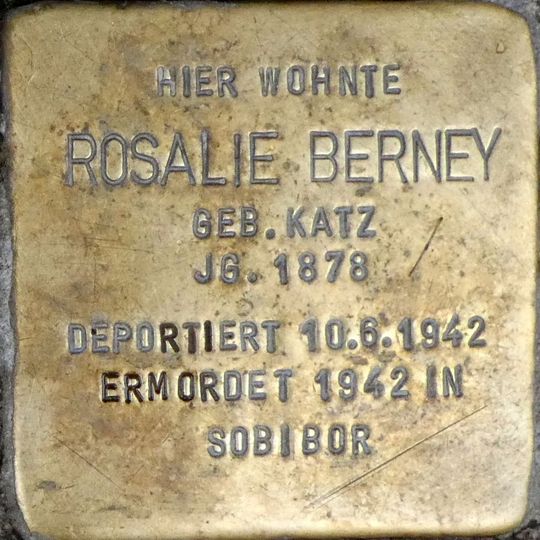 HIER WOHNTE
ROSALIE BERNEY
GEB. KATZ
JG. 1878
DEPORTIERT 10.6.1942
ERMORDET 1942 IN
SOBIBOR